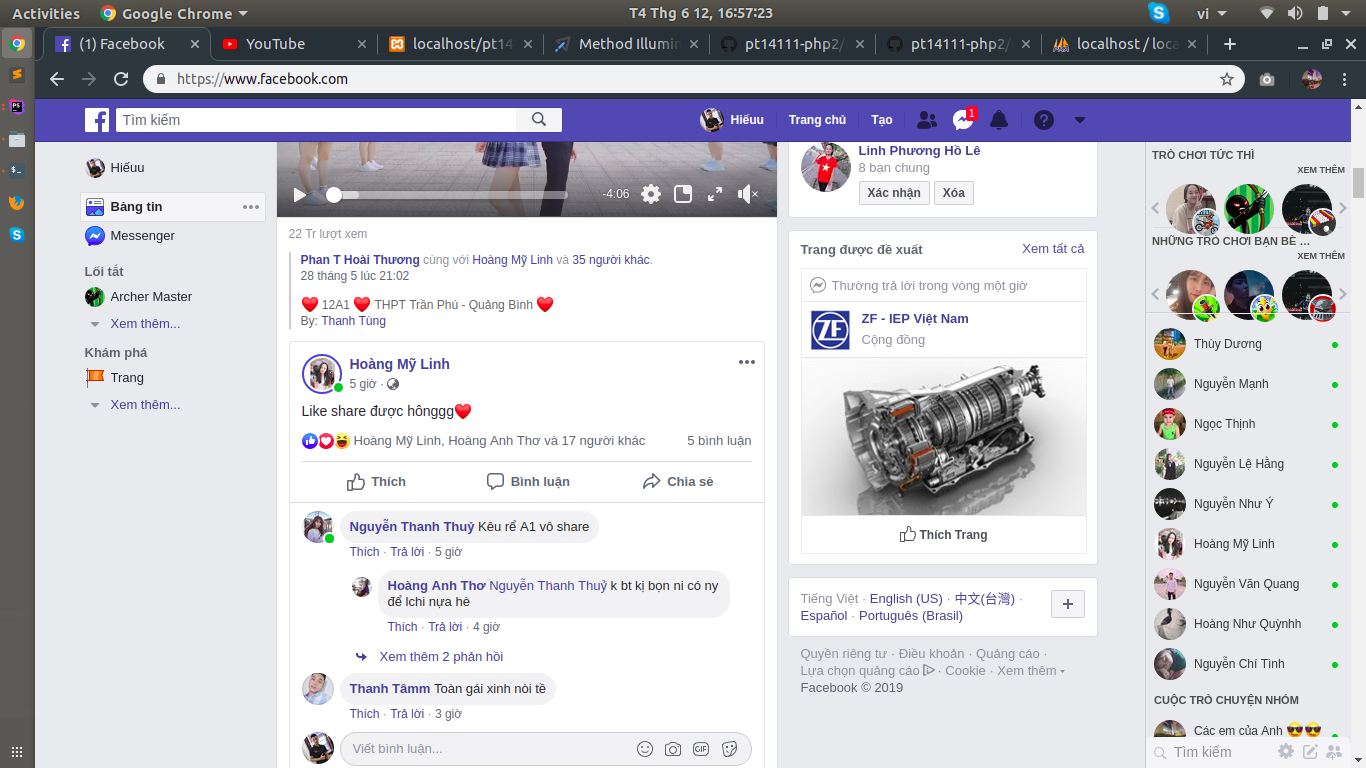 Activities
Google Chrome
T4 Thg 6 12, 16:57:23
vi
(1) Facebook
YouTube
localhost/pt14
Method Illumin
pt14111-php2/
pt14111-php2/
localhost / loca
https://www.facebook.com
Tìm kiếm
Hiếuu
Trang chủ
Tạo
1
Hiếuu
Bảng tin
Messenger
Lối tắt
Archer Master
Xem thêm...
Khám phá
Trang
Xem thêm...
-4:06
22 Tr lượt xem
Phan T Hoài Thương cùng với Hoàng Mỹ Linh và 35 người khác.
28 tháng 5 lúc 21:02
❤️ 12A1 ❤️ THPT Trần Phú - Quảng Bình ❤️
By: Thanh Tùng
Hoàng Mỹ Linh
5 giờ ·
Like share được hônggg❤️
Hoàng Mỹ Linh, Hoàng Anh Thơ và 17 người khác
5 bình luận
Thích
Bình luận
Chia sẻ
Nguyễn Thanh Thuỷ Kêu rể A1 vô share
Thích · Trả lời · 5 giờ
Hoàng Anh Thơ Nguyễn Thanh Thuỷ k bt kị bọn ni có ny
để lchi nựa hè
Thích · Trả lời · 4 giờ
Xem thêm 2 phản hồi
Thanh Tâmm Toàn gái xinh nòi tề
Thích · Trả lời · 3 giờ
Viết bình luận...
GIF
Linh Phương Hồ Lê
8 bạn chung
Xác nhận
Xóa
Trang được đề xuất
Xem tất cả
Thường trả lời trong vòng một giờ
ZF
ZF - IEP Việt Nam
Cộng đồng
Thích Trang
Tiếng Việt · English (US) · 中文(台灣) ·
Español · Português (Brasil)
Quyền riêng tư · Điều khoản · Quảng cáo ·
Lựa chọn quảng cáo · Cookie · Xem thêm
Facebook © 2019
TRÒ CHƠI TỨC THÌ
XEM THÊM
NHỮNG TRÒ CHƠI BẠN BÈ ...
XEM THÊM
Thùy Dương
Nguyễn Mạnh
Ngọc Thịnh
Nguyễn Lệ Hằng
Nguyễn Như Ý
Hoàng Mỹ Linh
Nguyễn Văn Quang
Hoàng Như Quỳnhh
Nguyễn Chí Tình
CUỘC TRÒ CHUYỆN NHÓM
Các em của Anh 😎😎
Tìm kiếm